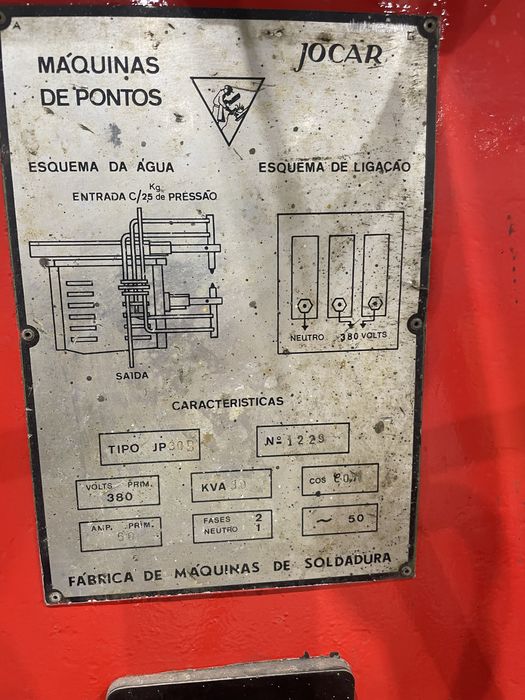 JOCAR
MÁQUINAS
DE PONTOS
ESQUEMA DA ÁGUA
ESQUEMA DE LIGAÇÃO
ENTRADA C/2,5 Kg de PRESSÃO
SAIDA
NEUTRO 380 VOLTS
CARACTERISTICAS
TIPO JP
Nº 1229
VOLTS PRIM.
380
KVA
COS
AMP. PRIM.
FASES 2
NEUTRO 1
~ 50
FÁBRICA DE MÁQUINAS DE SOLDADURA